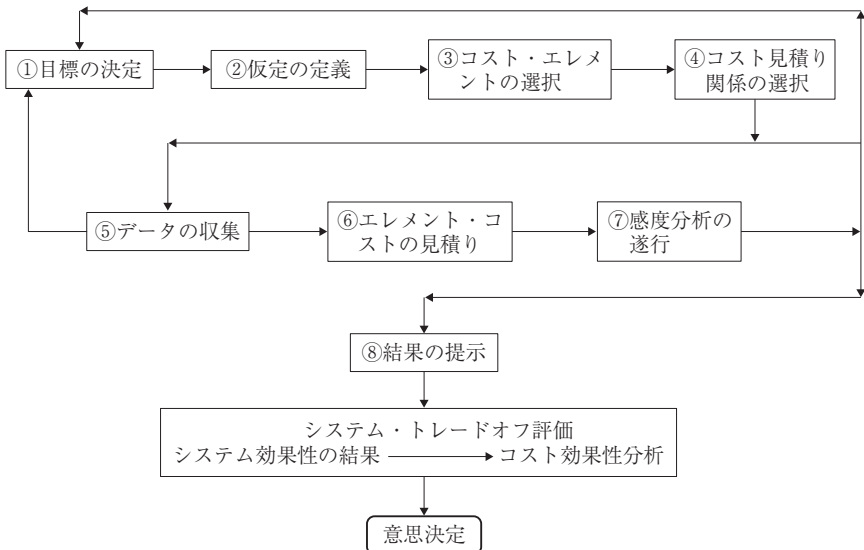 ①目標の決定
②仮定の定義
③コスト・エレメ
ントの選択
④コスト見積り
関係の選択
⑤データの収集
⑥エレメント・コ
ストの見積り
⑦感度分析の
遂行
⑧結果の提示
システム・トレードオフ評価
システム効果性の結果 コスト効果性分析
意思決定